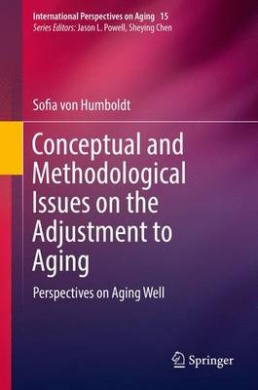 International Perspectives on Aging 15
Series Editors: Jason L. Powell, Sheying Chen
Sofia von Humboldt
Conceptual and
Methodological
Issues on the
Adjustment to
Aging
Perspectives on Aging Well
Springer